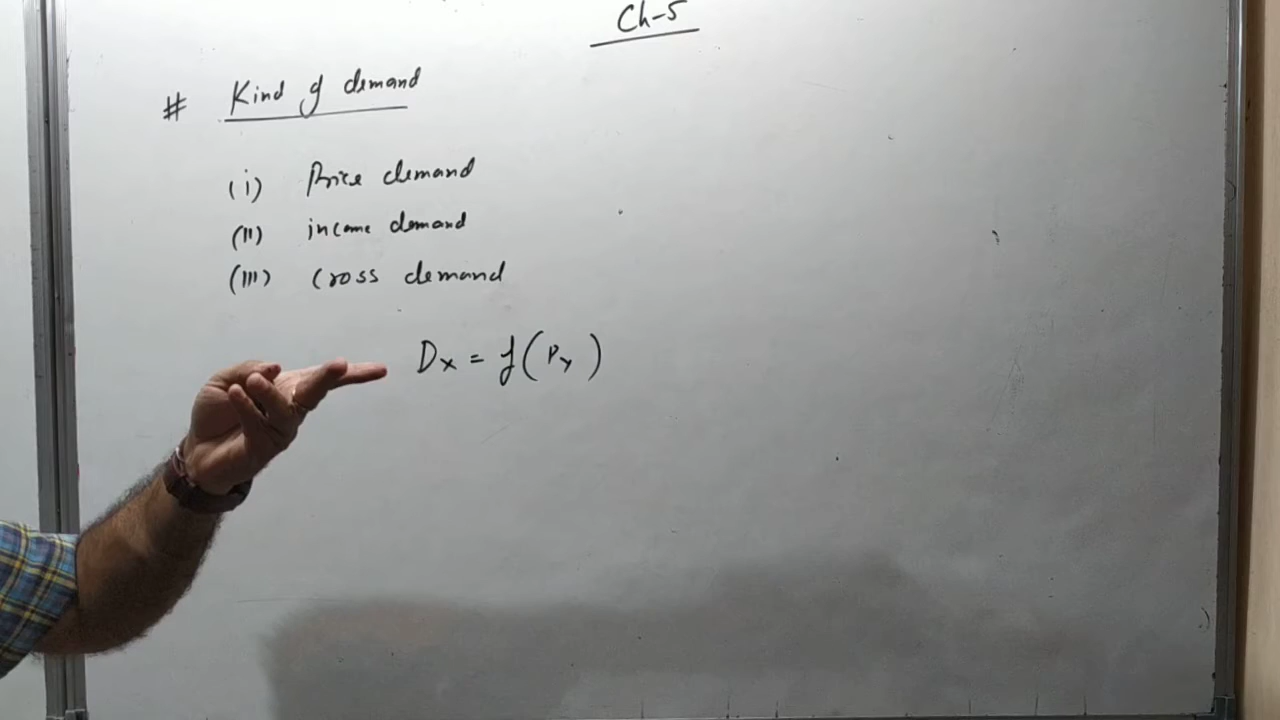 Ch-5
# Kind of demand
(i) Price demand
(ii) income demand
(iii) Cross demand
Dx = f(Py)